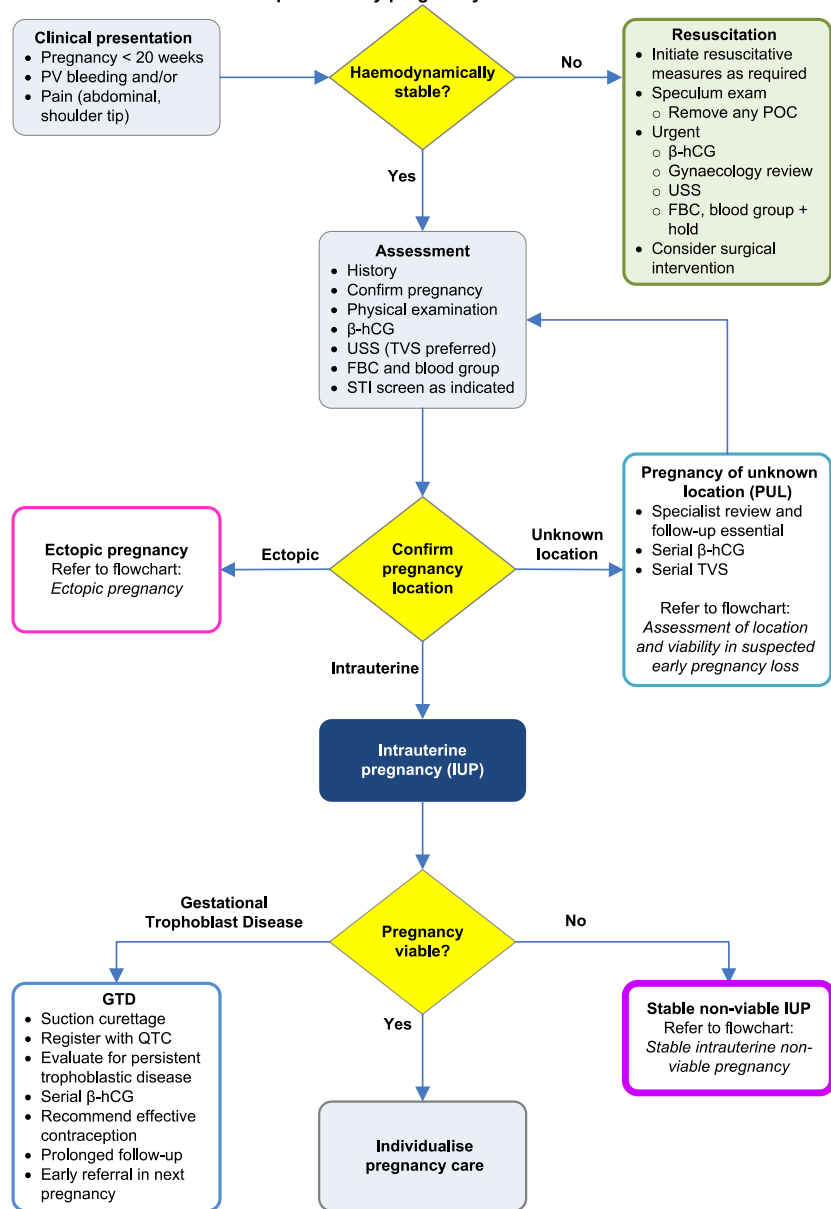 Clinical presentation
• Pregnancy < 20 weeks
• PV bleeding and/or
• Pain (abdominal,
shoulder tip)
Haemodynamically
stable?
No
Resuscitation
• Initiate resuscitative
measures as required
• Speculum exam
o Remove any POC
• Urgent
o β-hCG
o Gynaecology review
o USS
o FBC, blood group +
hold
• Consider surgical
intervention
Yes
Assessment
• History
• Confirm pregnancy
• Physical examination
• β-hCG
• USS (TVS preferred)
• FBC and blood group
• STI screen as indicated
Ectopic pregnancy
Refer to flowchart:
Ectopic pregnancy
Ectopic
Confirm
pregnancy
location
Unknown
location
Pregnancy of unknown
location (PUL)
• Specialist review and
follow-up essential
• Serial β-hCG
• Serial TVS
Refer to flowchart:
Assessment of location
and viability in suspected
early pregnancy loss
Intrauterine
Intrauterine
pregnancy (IUP)
Gestational
Trophoblast Disease
Pregnancy
viable?
No
GTD
• Suction curettage
• Register with QTC
• Evaluate for persistent
trophoblastic disease
• Serial β-hCG
• Recommend effective
contraception
• Prolonged follow-up
• Early referral in next
pregnancy
Yes
Individualise
pregnancy care
Stable non-viable IUP
Refer to flowchart:
Stable intrauterine non-
viable pregnancy